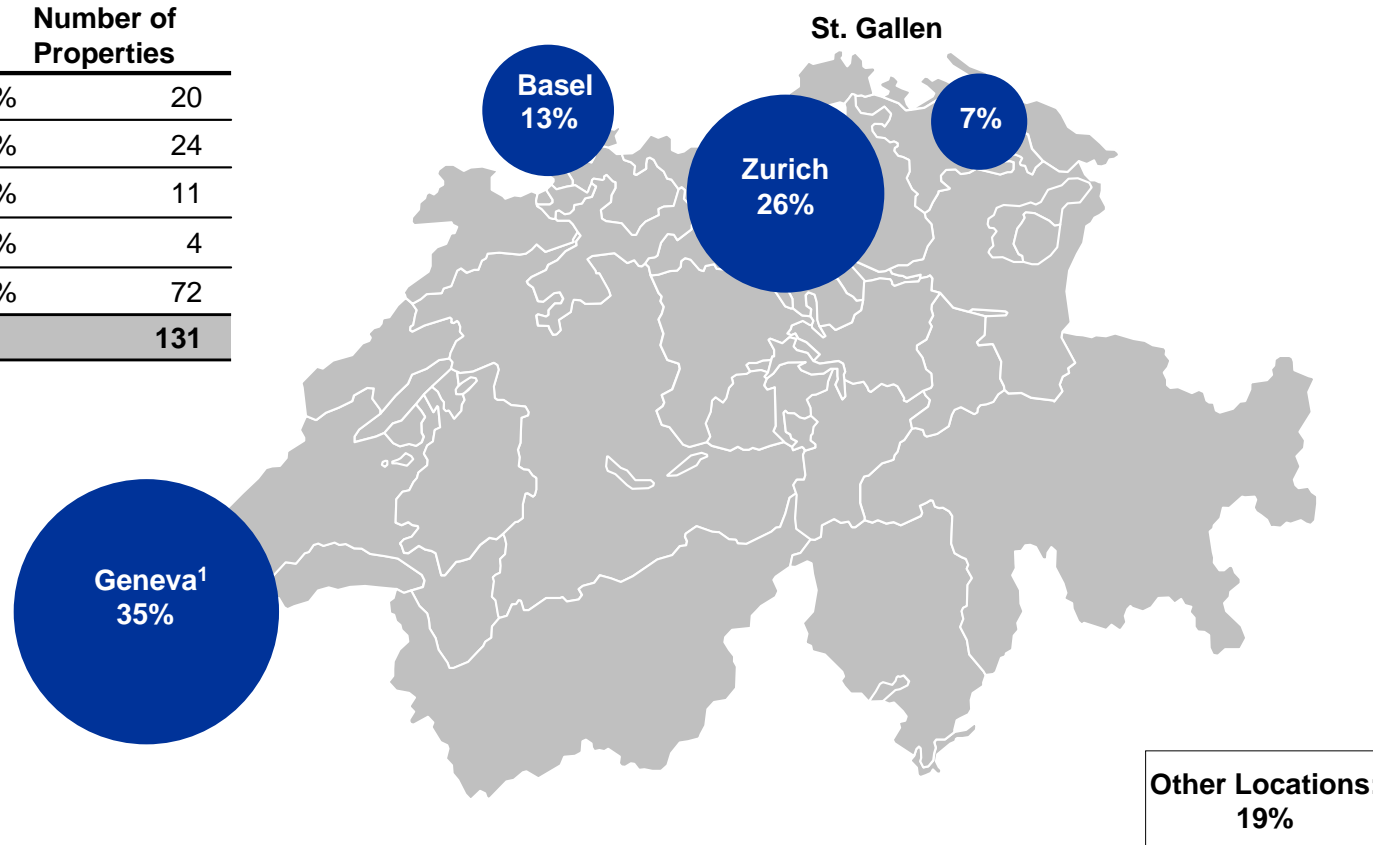 Number of
Properties
% 20
% 24
% 11
% 4
% 72
131
St. Gallen
Basel
13%
7%
Zurich
26%
Geneva1
35%
Other Locations:
19%